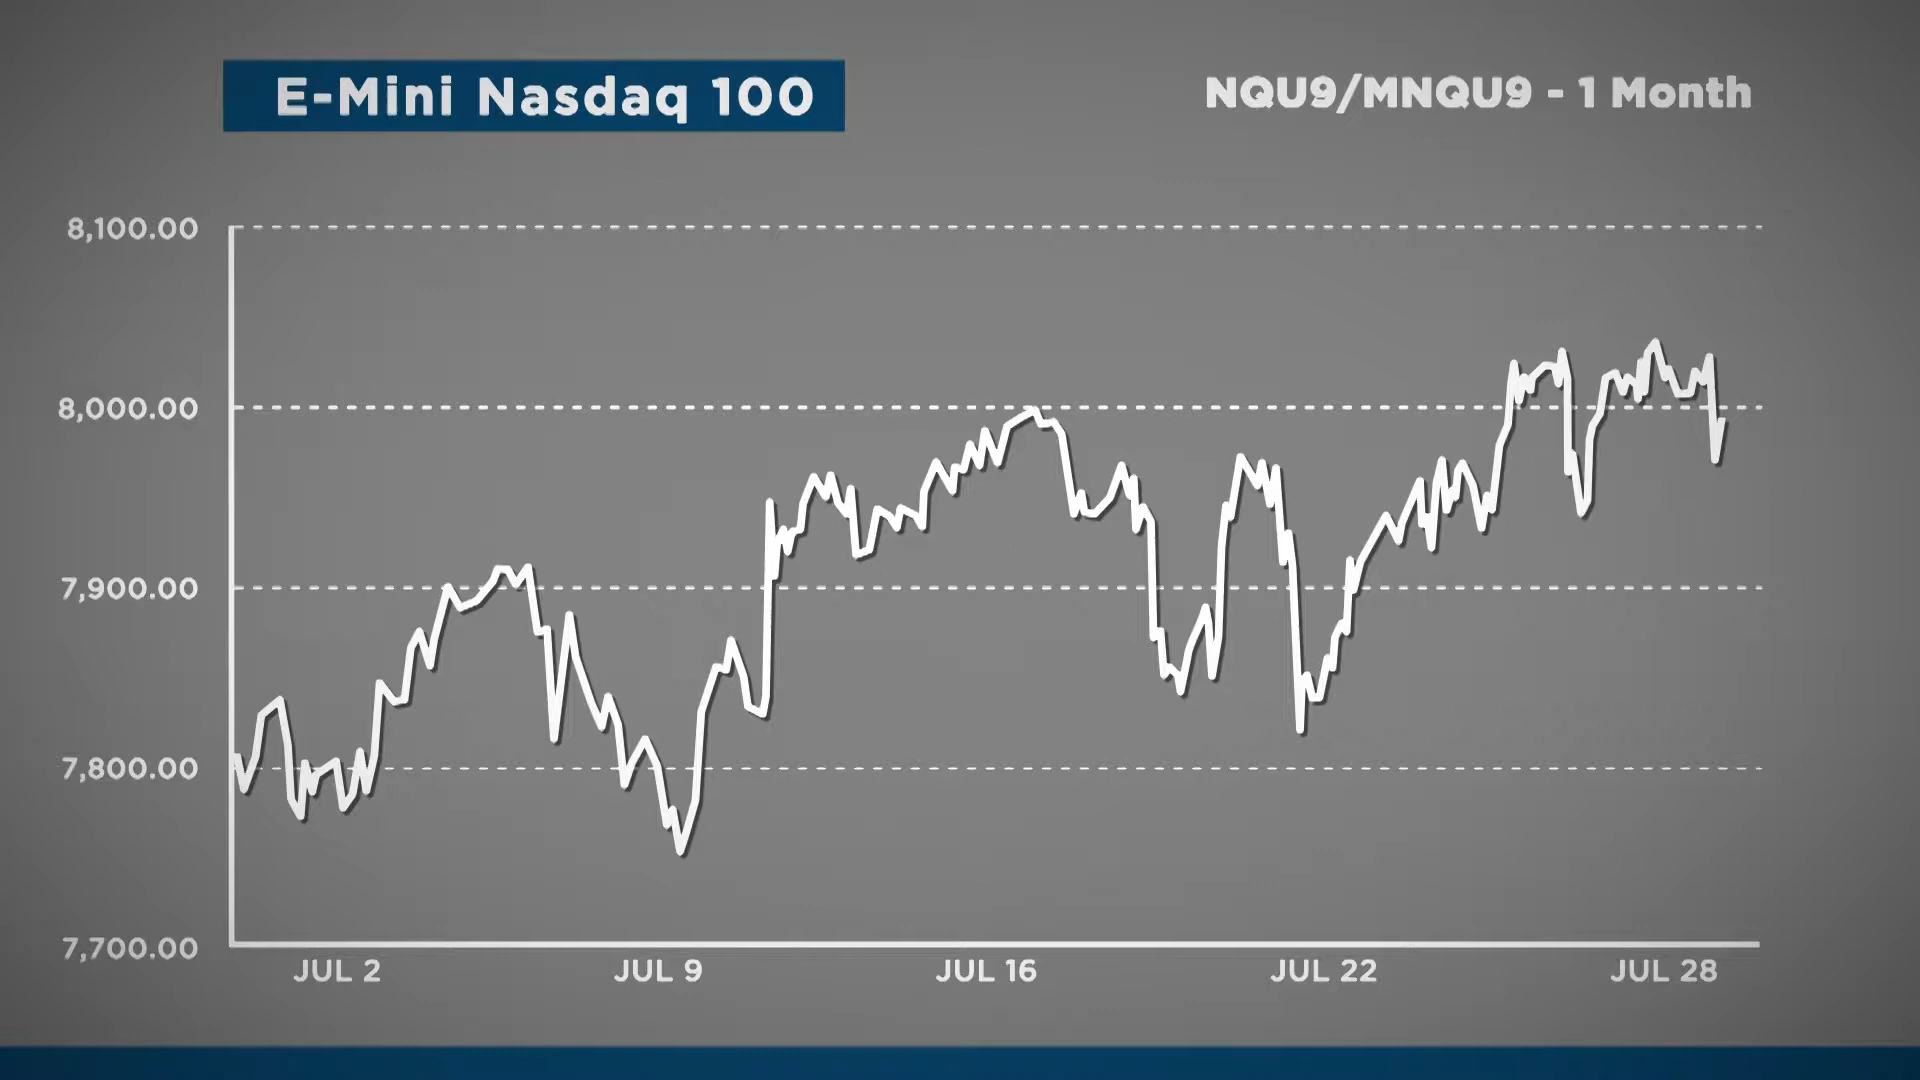 E-Mini Nasdaq 100
NQU9/MNQU9 - 1 Month
8,100.00
8,000.00
7,900.00
7,800.00
7,700.00
JUL 2 JUL 9 JUL 16 JUL 22 JUL 28